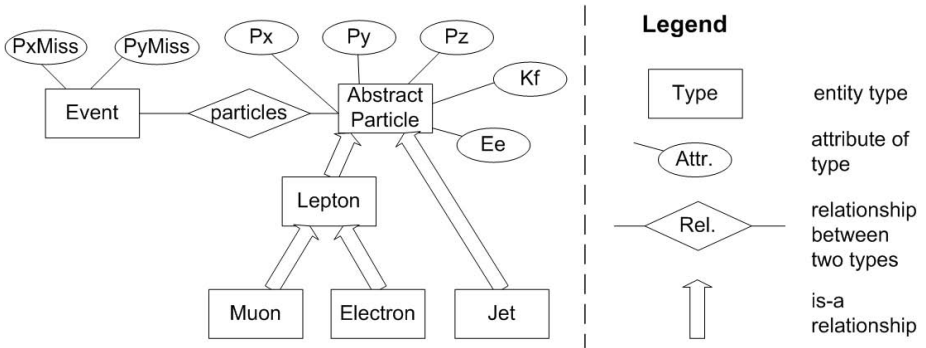 PxMiss
PyMiss
Px
Py
Pz
Kf
Ee
Event
particles
Abstract
Particle
Lepton
Muon
Electron
Jet
Legend
Type
entity type
Attr.
attribute of
type
Rel.
relationship
between
two types
is-a
relationship